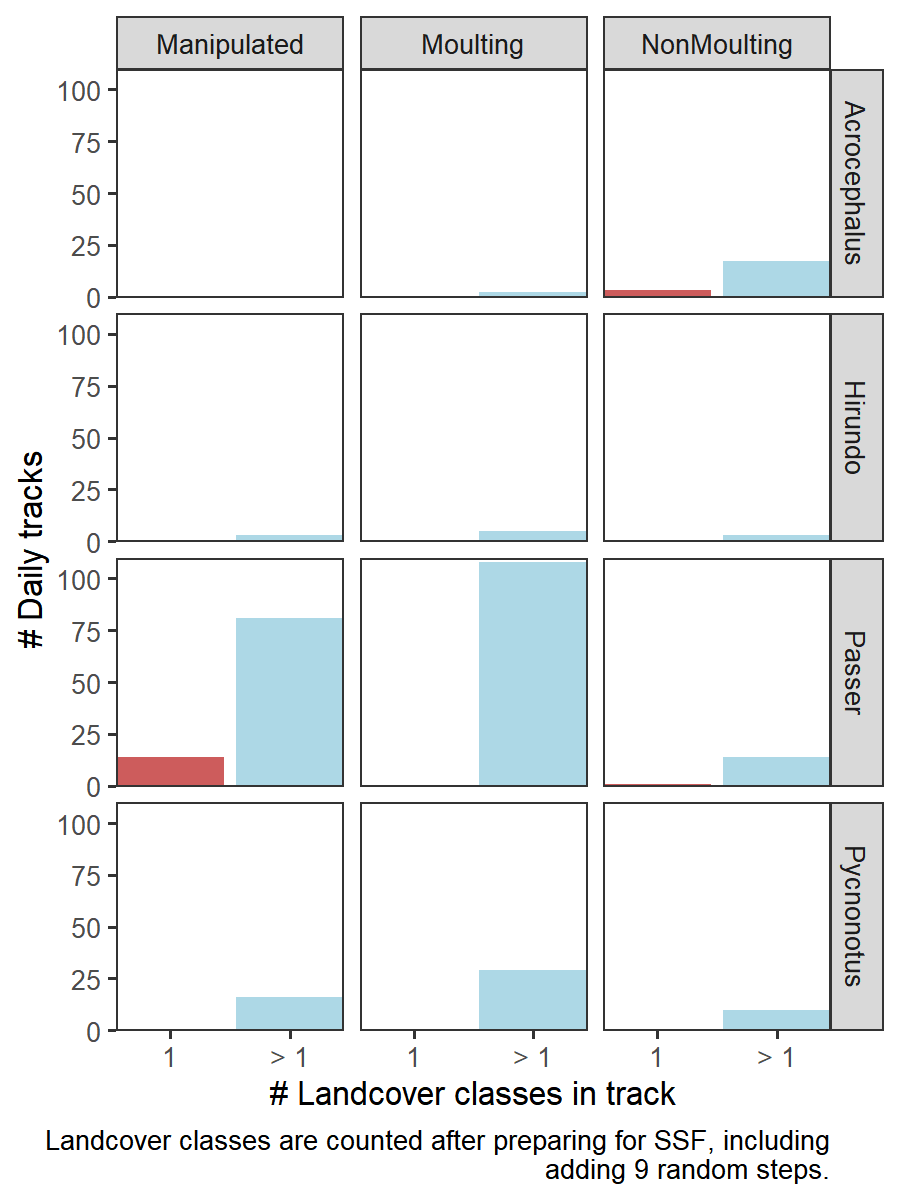 Manipulated Moulting NonMoulting
100
75
50
25
0
Acrocephalus
100
75
50
25
0
Hirundo
100
75
50
25
0
Passer
100
75
50
25
0
Pycnonotus
# Daily tracks
1 > 1 1 > 1 1 > 1
# Landcover classes in track
Landcover classes are counted after preparing for SSF, including
adding 9 random steps.